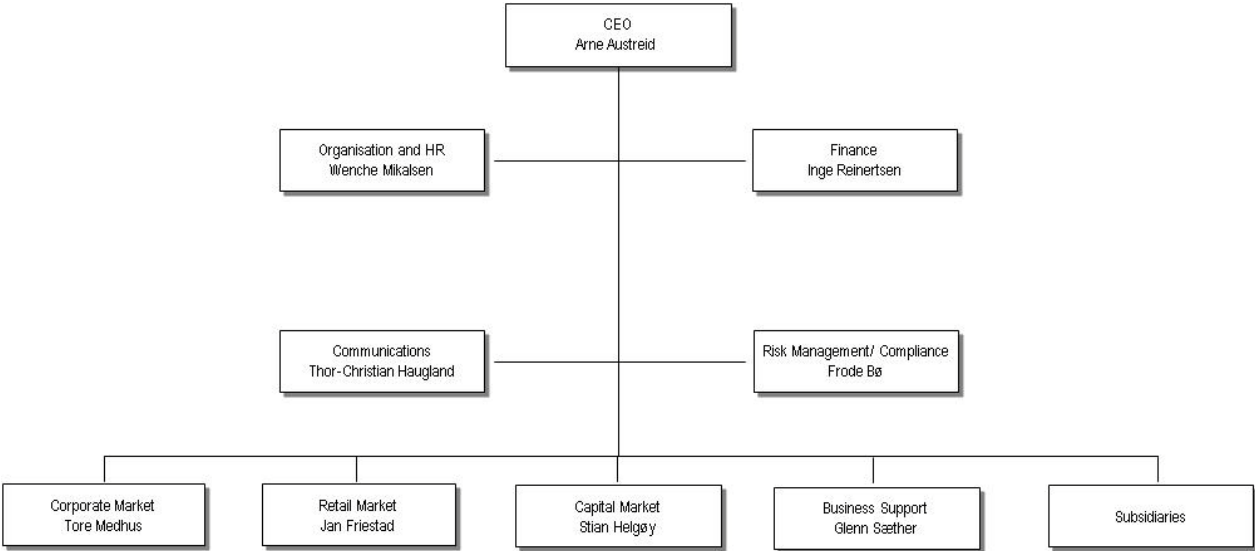 CEO
Arne Austreid
Organisation and HR
Wenche Mikalsen
Finance
Inge Reinertsen
Communications
Thor-Christian Haugland
Risk Management/ Compliance
Frode Bø
Corporate Market
Tore Medhus
Retail Market
Jan Friestad
Capital Market
Stian Helgøy
Business Support
Glenn Sæther
Subsidiaries